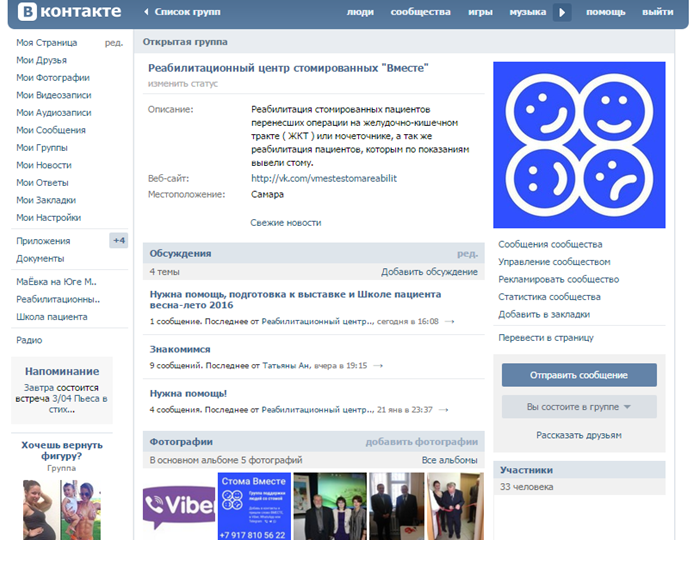 В контакте
Список групп
люди сообщества игры музыка помощь выйти
Моя Страница ред.
Мои Друзья
Мои Фотографии
Мои Видеозаписи
Мои Аудиозаписи
Мои Сообщения
Мои Группы
Мои Новости
Мои Ответы
Мои Закладки
Мои Настройки
Приложения +4
Документы
МаЁвка на Юге М..
Реабилитационны..
Школа пациента
Радио
Напоминание
Завтра состоится
встреча 3/04 Пьеса в
стих...
Хочешь вернуть
фигуру?
Группа
Открытая группа
Реабилитационный центр стомированных "Вместе"
изменить статус
Описание: Реабилитация стомированных пациентов
перенесших операции на желудочно-кишечном
тракте ( ЖКТ ) или мочеточнике, а так же
реабилитация пациентов, которым по показаниям
вывели стому.
Веб-сайт: http://vk.com/vmestestomareabilit
Местоположение: Самара
Свежие новости
Обсуждения ред.
4 темы Добавить обсуждение
Нужна помощь, подготовка к выставке и Школе пациента
весна-лето 2016
1 сообщение. Последнее от Реабилитационный центр.., сегодня в 16:08 →
Знакомимся
9 сообщений. Последнее от Татьяны Ан, вчера в 19:15 →
Нужна помощь!
4 сообщения. Последнее от Реабилитационный центр.., 21 янв в 23:37 →
Фотографии добавить фотографии
В основном альбоме 5 фотографий Все альбомы
Viber
Стома Вместе
Группа поддержки
людей со стомой
+7 917 810 56 22
Сообщения сообщества
Управление сообществом
Рекламировать сообщество
Статистика сообщества
Добавить в закладки
Перевести в страницу
Отправить сообщение
Вы состоите в группе
Рассказать друзьям
Участники
33 человека